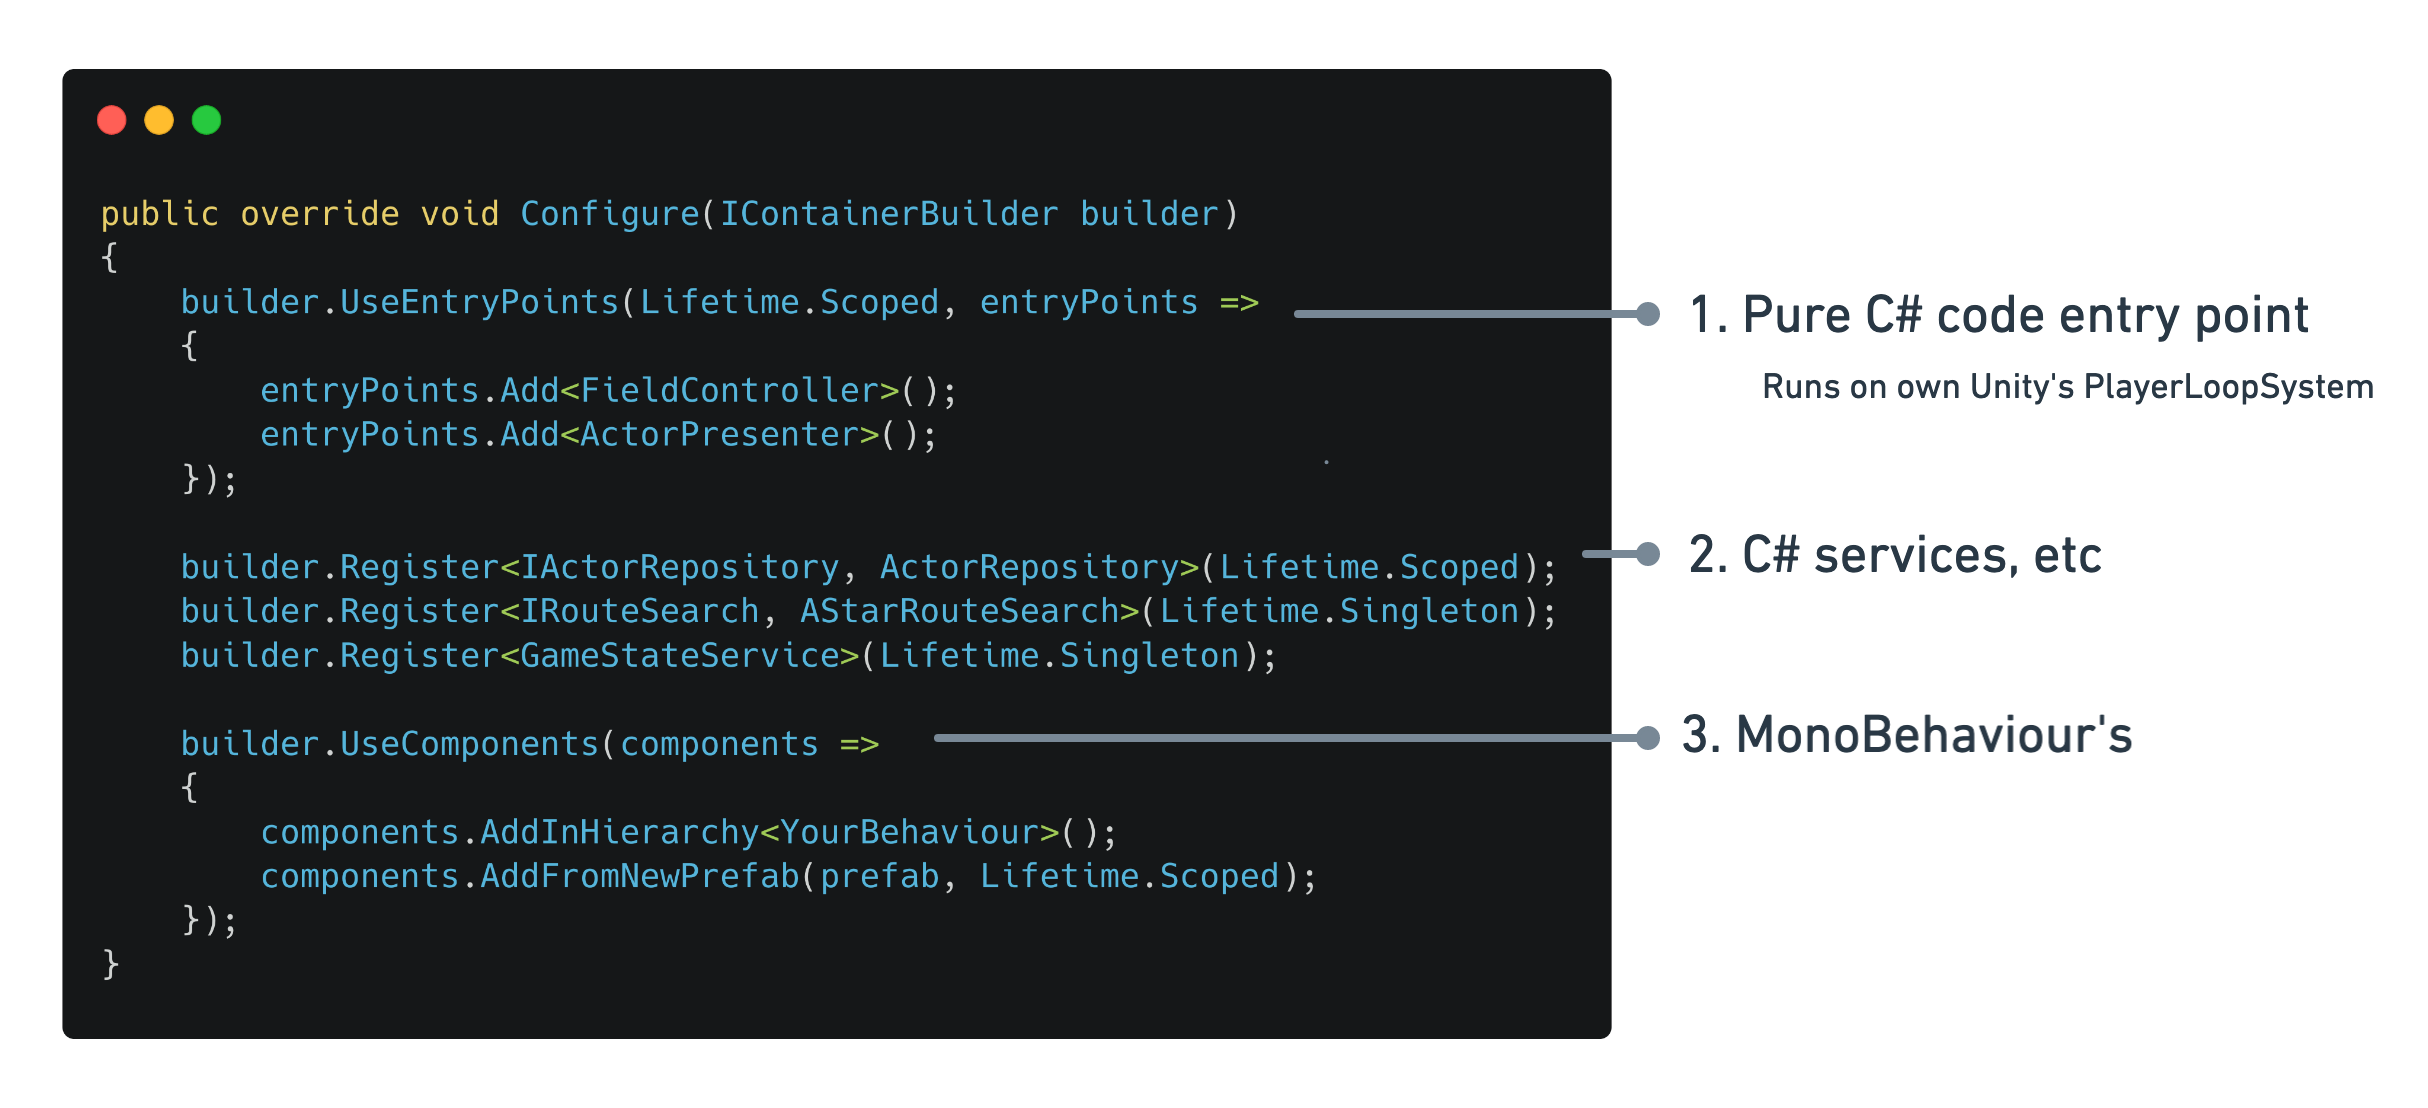 public override void Configure(IContainerBuilder builder)
{
    builder.UseEntryPoints(Lifetime.Scoped, entryPoints =>
    {
        entryPoints.Add<FieldController>();
        entryPoints.Add<ActorPresenter>();
    });
    builder.Register<IActorRepository, ActorRepository>(Lifetime.Scoped);
    builder.Register<IRouteSearch, AStarRouteSearch>(Lifetime.Singleton);
    builder.Register<GameStateService>(Lifetime.Singleton);
    builder.UseComponents(components =>
    {
        components.AddInHierarchy<YourBehaviour>();
        components.AddFromNewPrefab(prefab, Lifetime.Scoped);
    });
}
1. Pure C# code entry point
Runs on own Unity's PlayerLoopSystem
2. C# services, etc
3. MonoBehaviour's